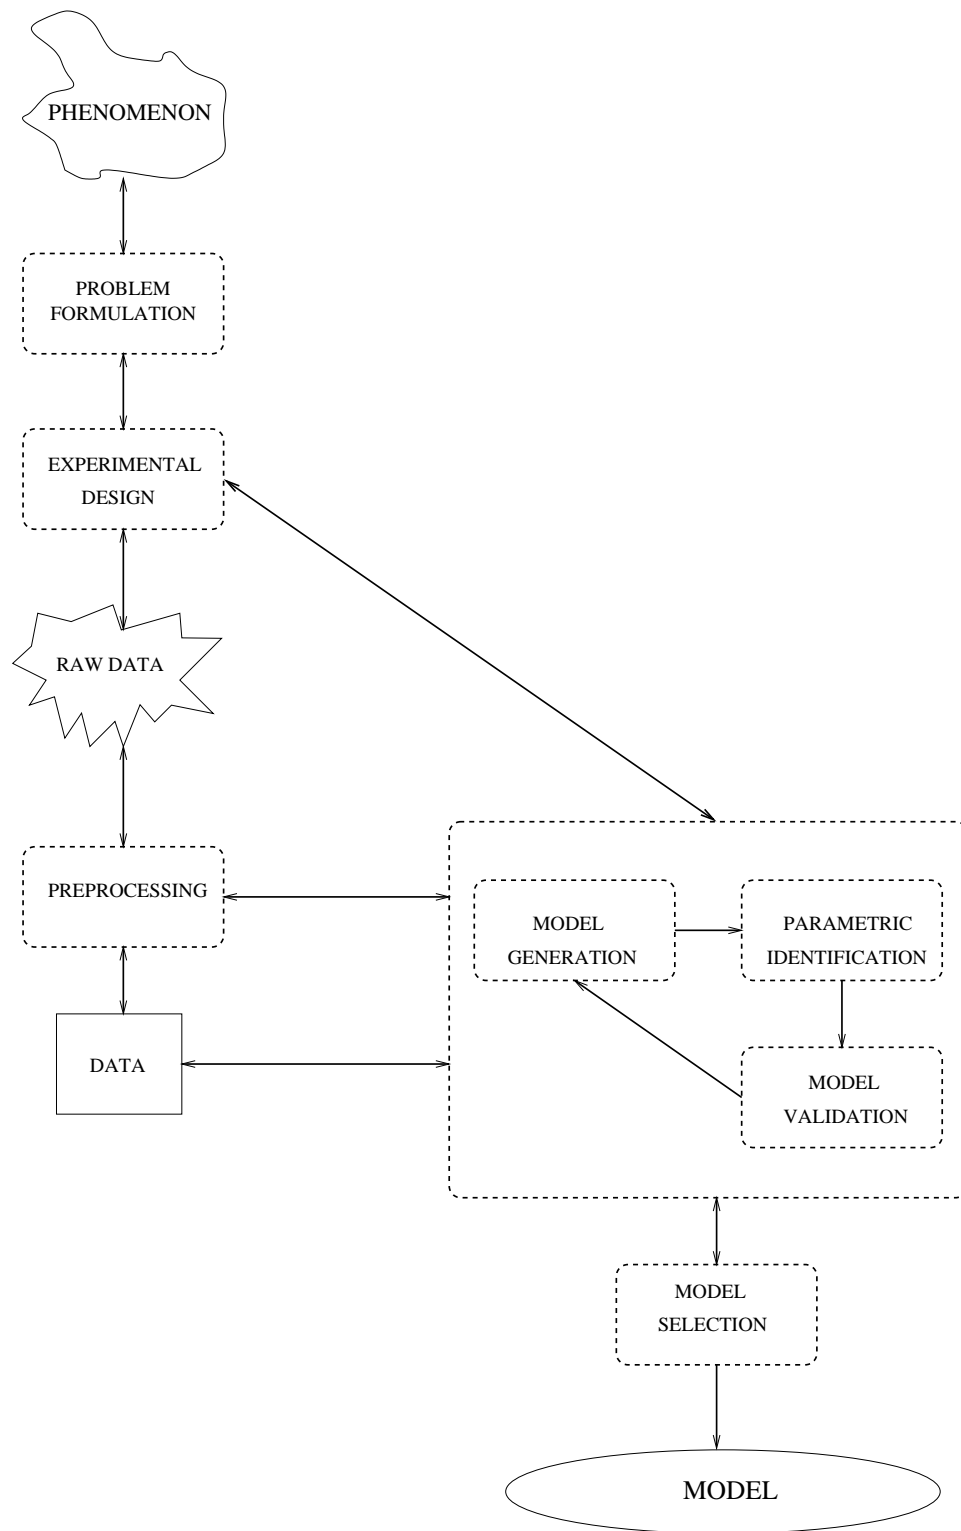 PHENOMENON
PROBLEM
FORMULATION
EXPERIMENTAL
DESIGN
RAW DATA
PREPROCESSING
DATA
MODEL
GENERATION
PARAMETRIC
IDENTIFICATION
MODEL
VALIDATION
MODEL
SELECTION
MODEL